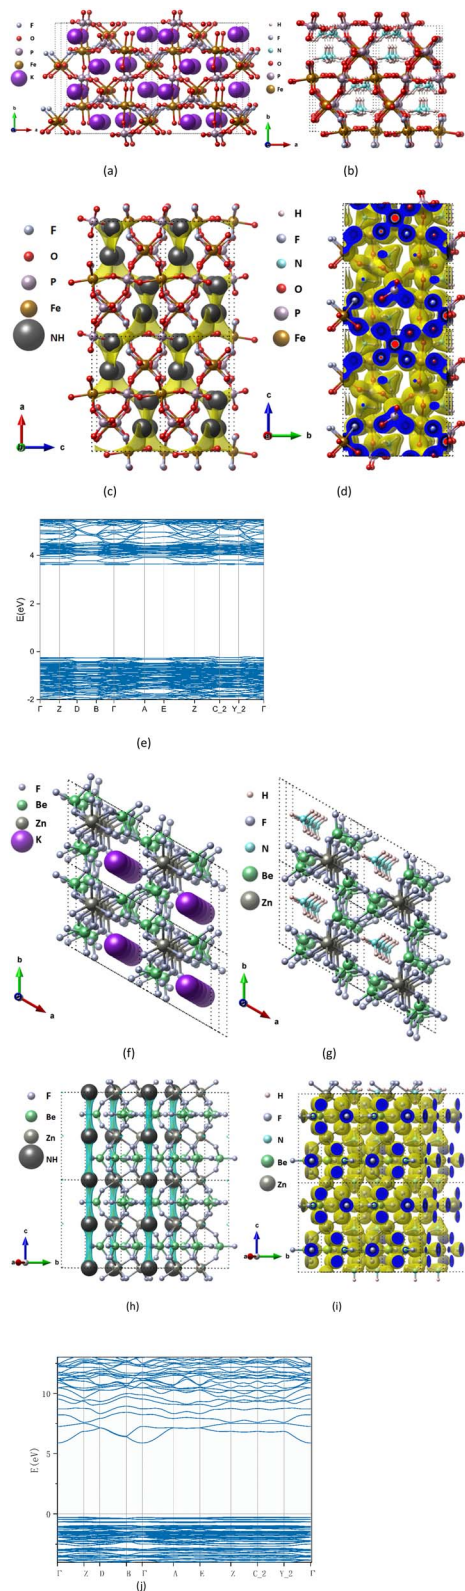 F
O
P
Fe
K
b
a
(a)
H
F
N
O
P
Fe
b
a
(b)
F
O
P
Fe
NH
a
c
(c)
H
F
N
O
P
Fe
c
b
(d)
E(eV)
4
2
0
-2
Γ Z D B Γ A E Z C_2 Y_2 Γ
(e)
F
Be
Zn
K
b
a
(f)
H
F
N
Be
Zn
b
a
(g)
F
Be
Zn
NH
c
a b
(h)
H
F
N
Be
Zn
c
a b
(i)
E(eV)
10
5
0
Γ Z D B Γ A E Z C_2 Y_2 Γ
(j)